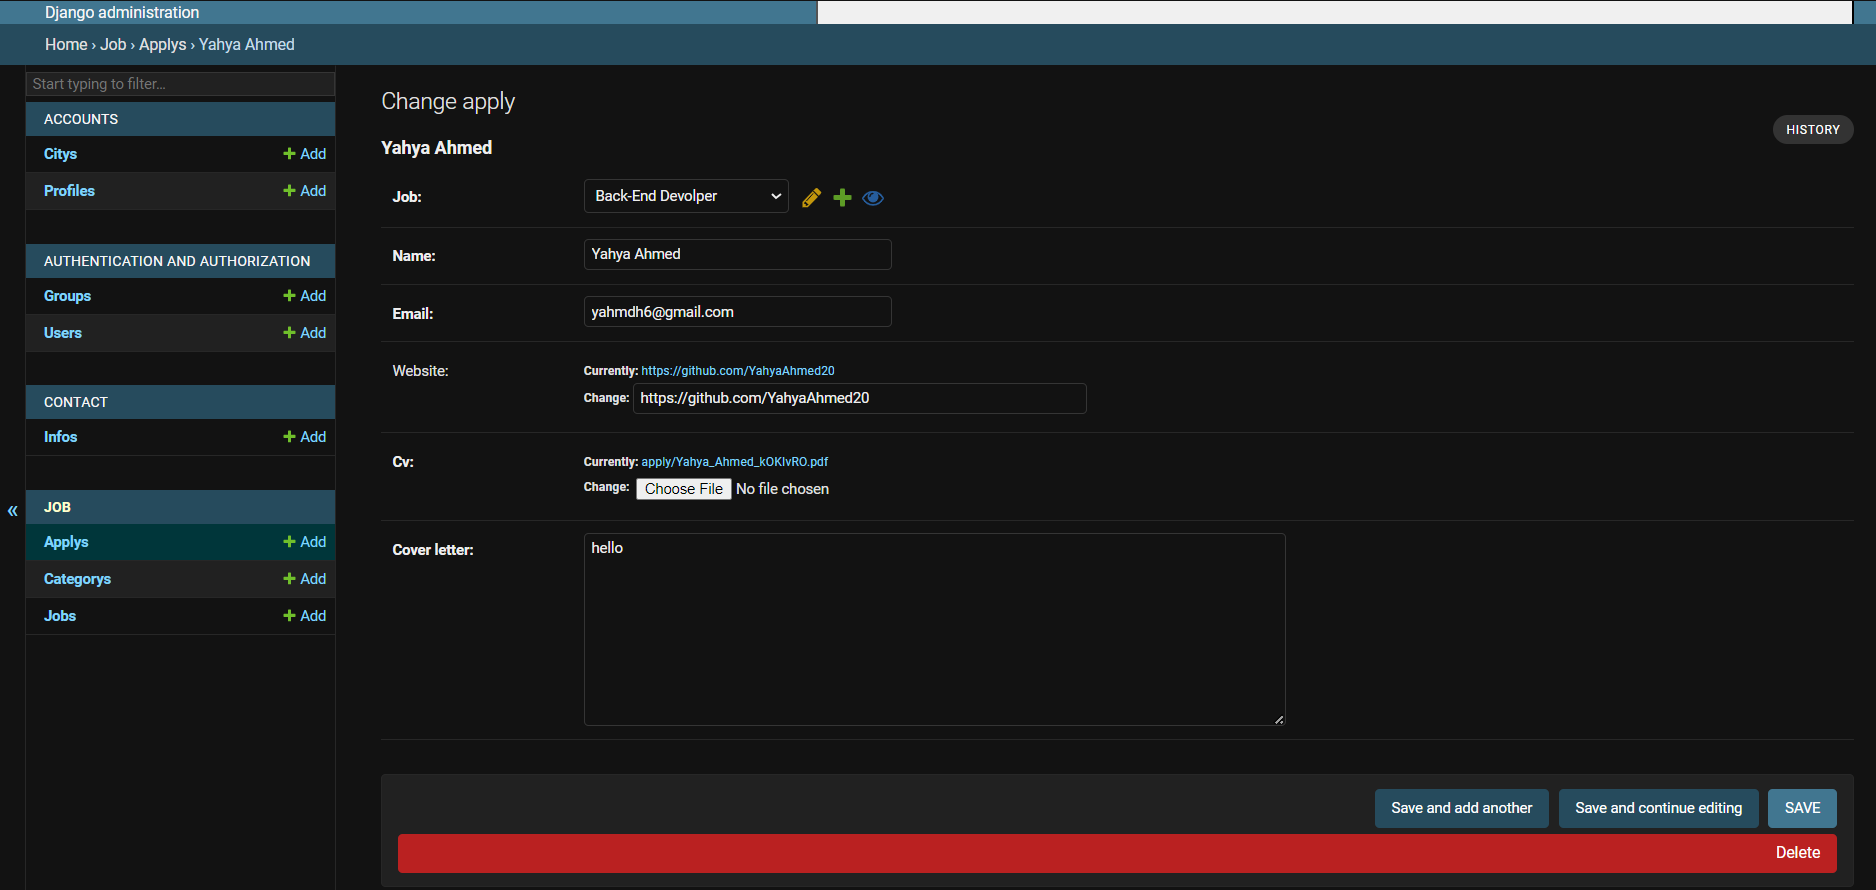 Django administration
Home › Job › Applys › Yahya Ahmed
Start typing to filter...
ACCOUNTS
Citys
Add
Profiles
Add
AUTHENTICATION AND AUTHORIZATION
Groups
Add
Users
Add
CONTACT
Infos
Add
JOB
Applys
Add
Categorys
Add
Jobs
Add
«
Change apply
HISTORY
Yahya Ahmed
Job: Back-End Devolper
Name: Yahya Ahmed
Email: yahmdh6@gmail.com
Website: Currently: https://github.com/YahyaAhmed20
Change: https://github.com/YahyaAhmed20
Cv: Currently: apply/Yahya_Ahmed_kOKIvRO.pdf
Change: Choose File No file chosen
Cover letter: hello
Save and add another Save and continue editing SAVE
Delete